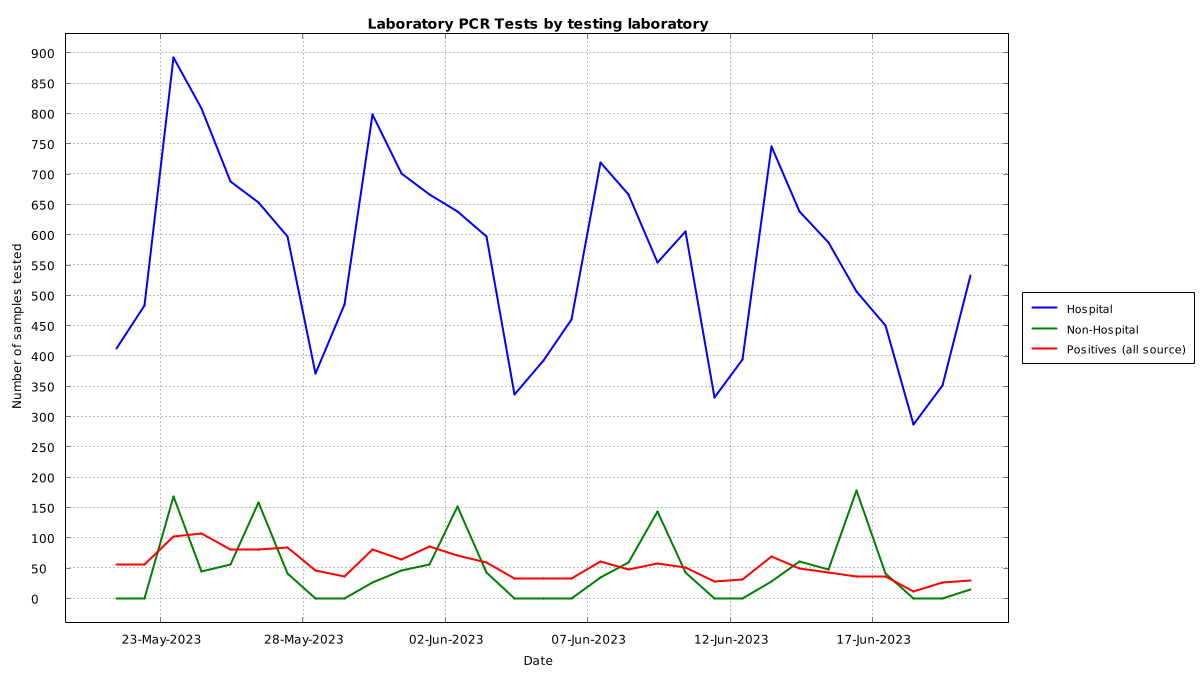 Laboratory PCR Tests by testing laboratory
Number of samples tested
900
850
800
750
700
650
600
550
500
450
400
350
300
250
200
150
100
50
0
23-May-2023 28-May-2023 02-Jun-2023 07-Jun-2023 12-Jun-2023 17-Jun-2023
Date
Hospital
Non-Hospital
Positives (all source)